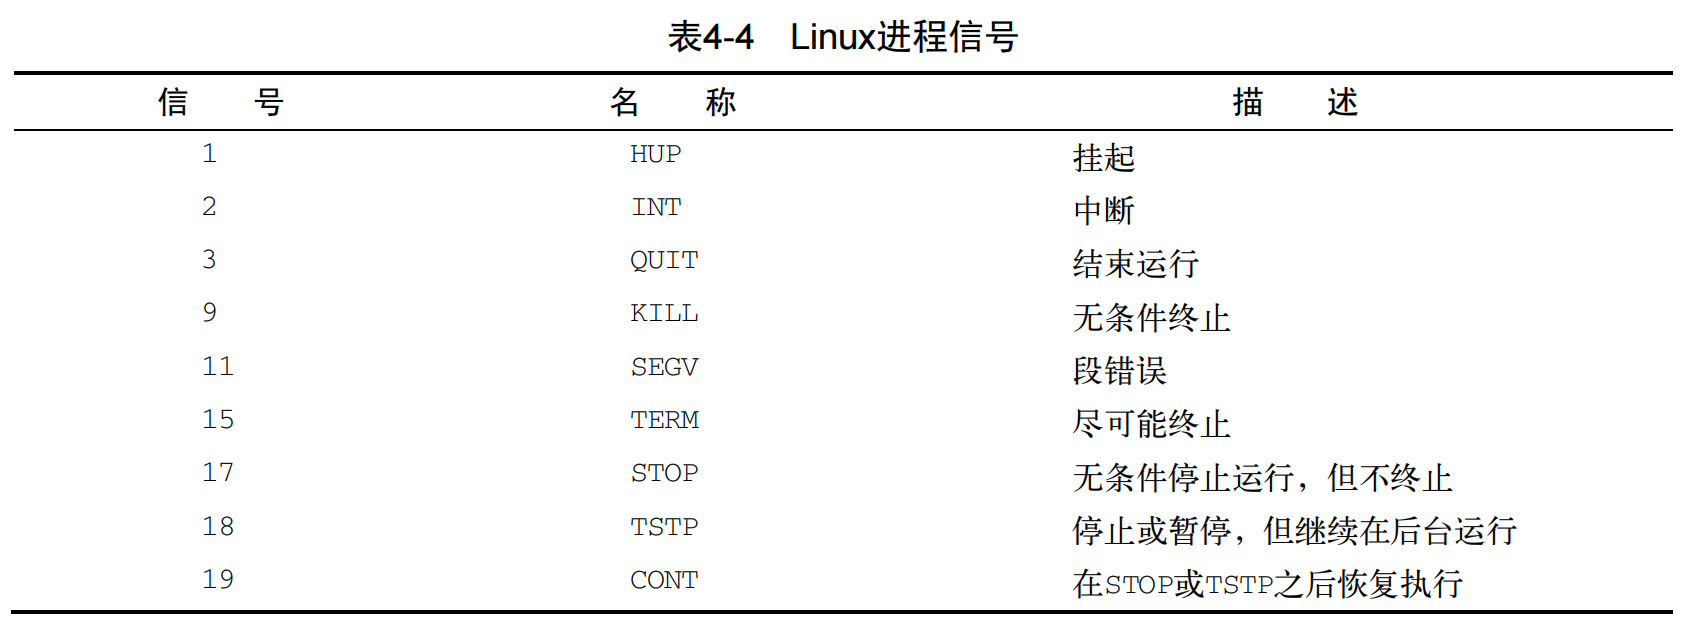 表4-4 Linux进程信号
信 号 名 称 描 述
1 HUP 挂起
2 INT 中断
3 QUIT 结束运行
9 KILL 无条件终止
11 SEGV 段错误
15 TERM 尽可能终止
17 STOP 无条件停止运行，但不终止
18 TSTP 停止或暂停，但继续在后台运行
19 CONT 在STOP或TSTP之后恢复执行